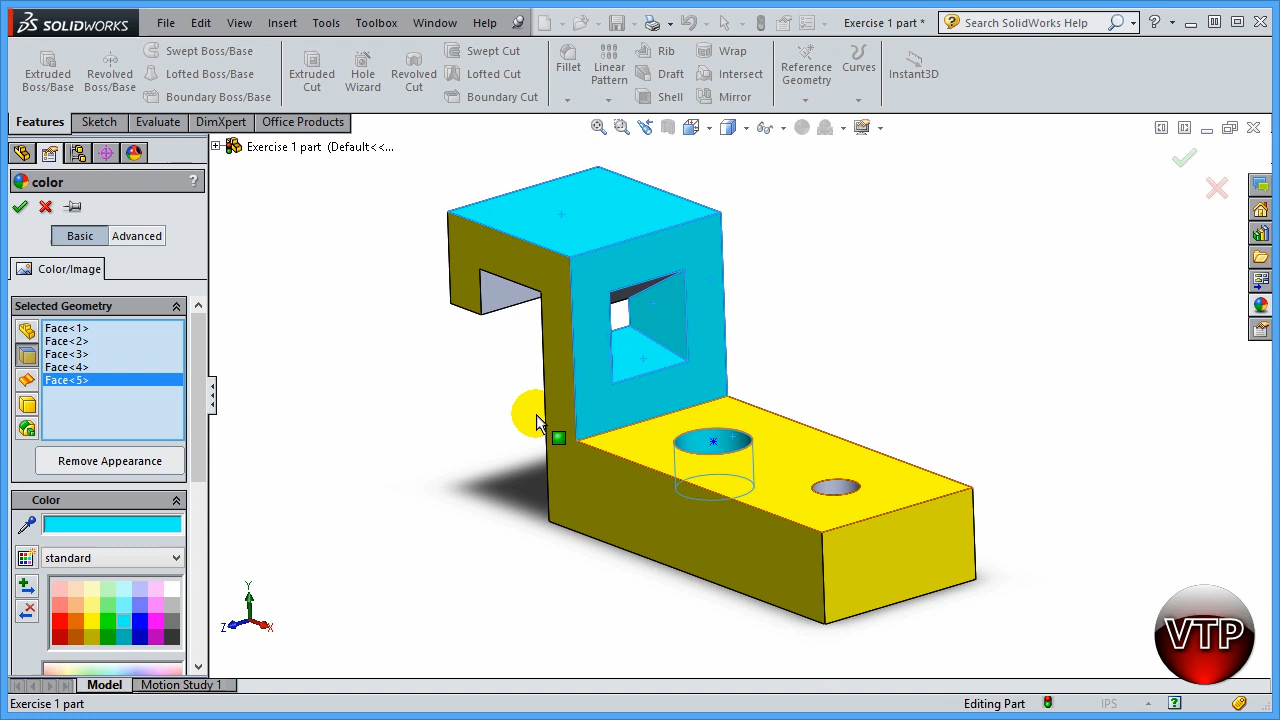 SOLIDWORKS File Edit View Insert Tools Toolbox Window Help Exercise 1 part * Search SolidWorks Help ?
Extruded Boss/Base
Revolved Boss/Base
Swept Boss/Base
Lofted Boss/Base
Boundary Boss/Base
Extruded Cut
Hole Wizard
Revolved Cut
Swept Cut
Lofted Cut
Boundary Cut
Fillet
Linear Pattern
Rib
Draft
Shell
Wrap
Intersect
Mirror
Reference Geometry
Curves
Instant3D
Features Sketch Evaluate DimXpert Office Products
Exercise 1 part (Default<<...
color ?
Basic Advanced
Color/Image
Selected Geometry
Face<1>
Face<2>
Face<3>
Face<4>
Face<5>
Remove Appearance
Color
standard
Y
Z X
VTP
Model Motion Study 1
Exercise 1 part Editing Part IPS ?